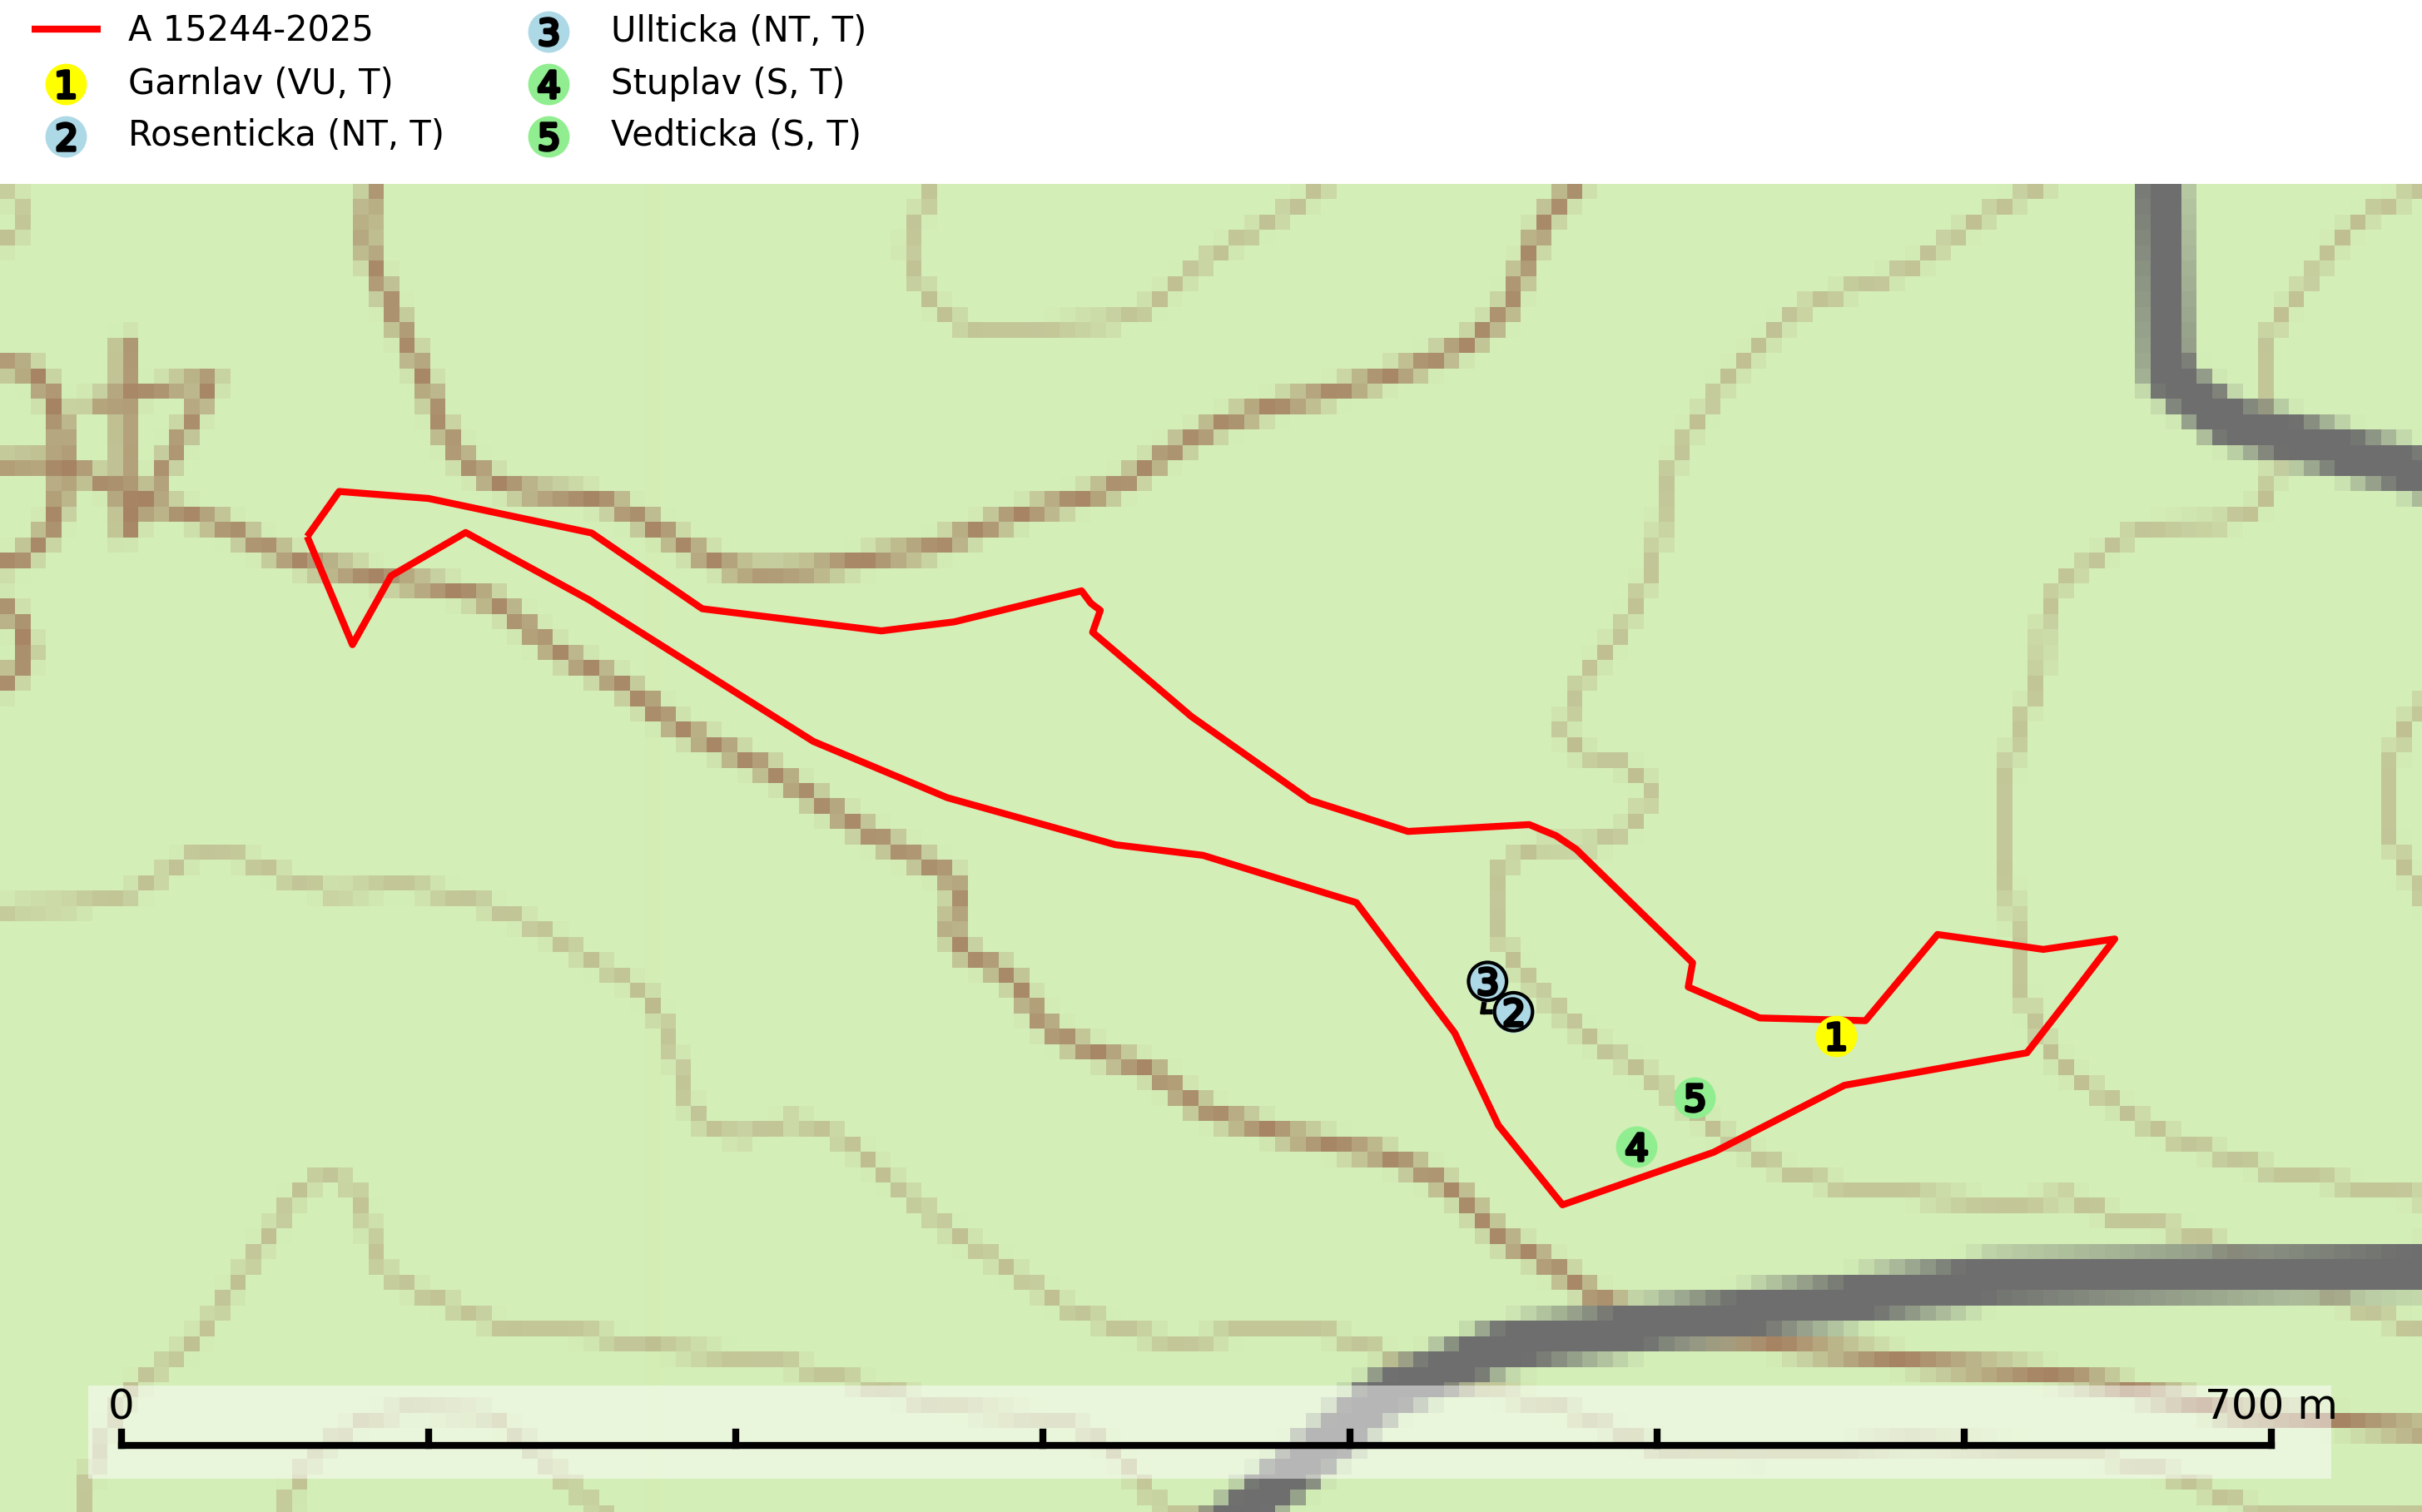 A 15244-2025
1 Garnlav (VU, T)
2 Rosenticka (NT, T)
3 Ullticka (NT, T)
4 Stuplav (S, T)
5 Vedticka (S, T)
3
2
1
5
4
0
700 m